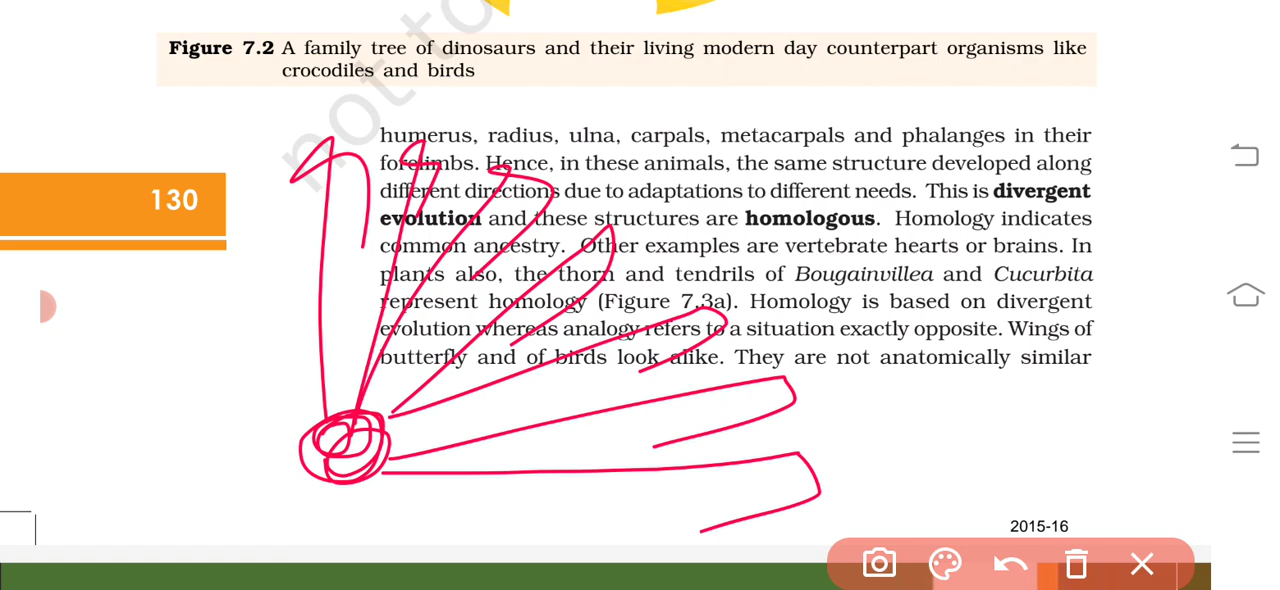 not to
Figure 7.2 A family tree of dinosaurs and their living modern day counterpart organisms like
crocodiles and birds
130
humerus, radius, ulna, carpals, metacarpals and phalanges in their
forelimbs. Hence, in these animals, the same structure developed along
different directions due to adaptations to different needs. This is divergent
evolution and these structures are homologous. Homology indicates
common ancestry. Other examples are vertebrate hearts or brains. In
plants also, the thorn and tendrils of Bougainvillea and Cucurbita
represent homology (Figure 7.3a). Homology is based on divergent
evolution whereas analogy refers to a situation exactly opposite. Wings of
butterfly and of birds look alike. They are not anatomically similar
2015-16